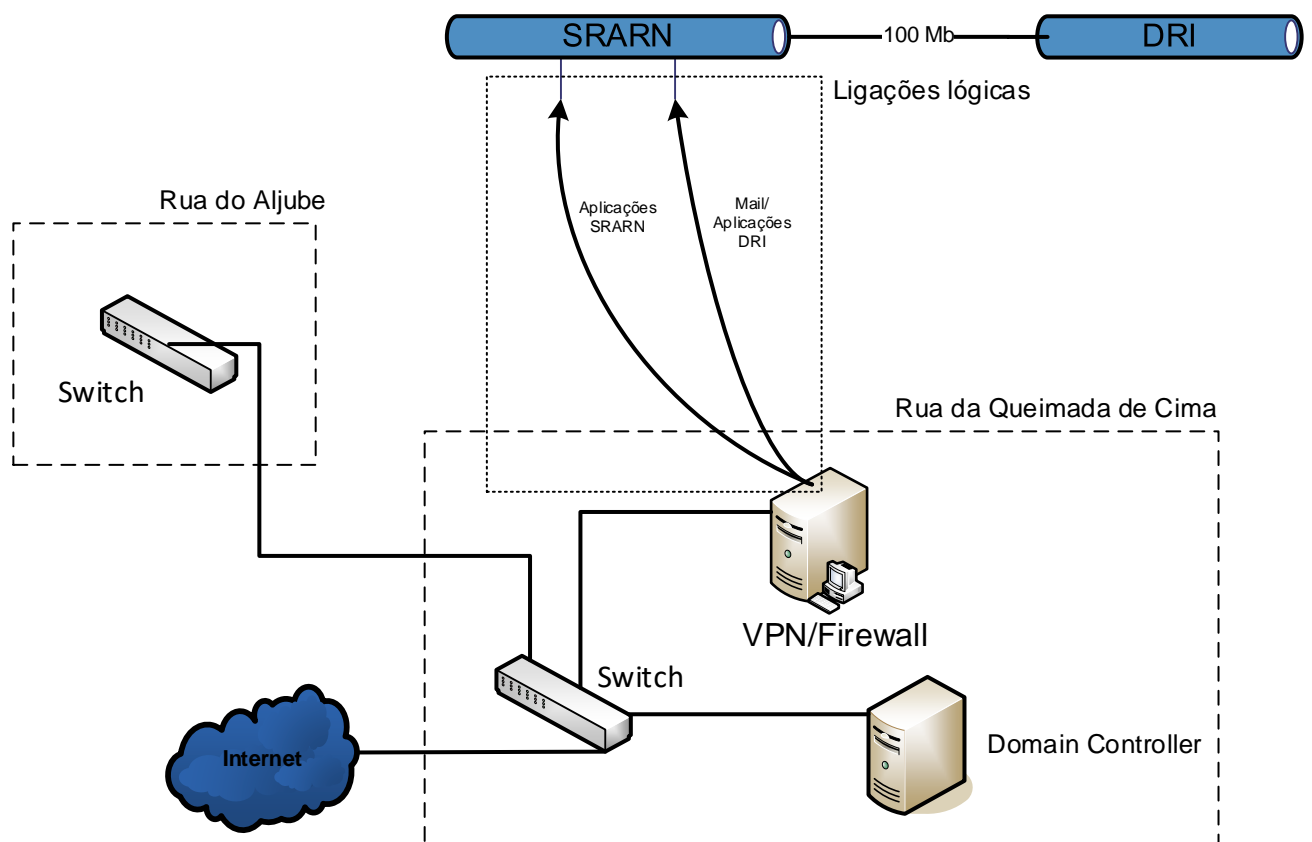 SRARN
100 Mb
DRI
Ligações lógicas
Rua do Aljube
Aplicações
SRARN
Mail/
Aplicações
DRI
Switch
Rua da Queimada de Cima
VPN/Firewall
Switch
Internet
Domain Controller